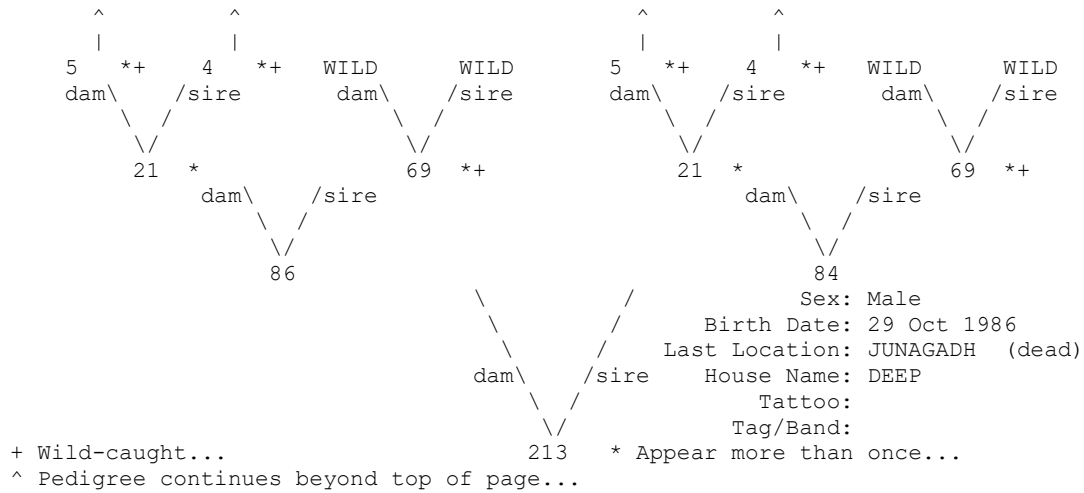 ^ ^ ^ ^
| | | |
5 *+ 4 *+ WILD WILD 5 *+ 4 *+ WILD WILD
dam\ /sire dam\ /sire dam\ /sire dam\ /sire
\ / \ / \ / \ /
\/ \/ \/ \/
21 * 69 *+ 21 * 69 *+
dam\ /sire dam\ /sire
\ / \ /
\/ \/
86 84
\ / Sex: Male
\ / Birth Date: 29 Oct 1986
\ / Last Location: JUNAGADH (dead)
dam\ /sire House Name: DEEP
\ / Tattoo:
\/ Tag/Band:
+ Wild-caught... 213 * Appear more than once...
^ Pedigree continues beyond top of page...